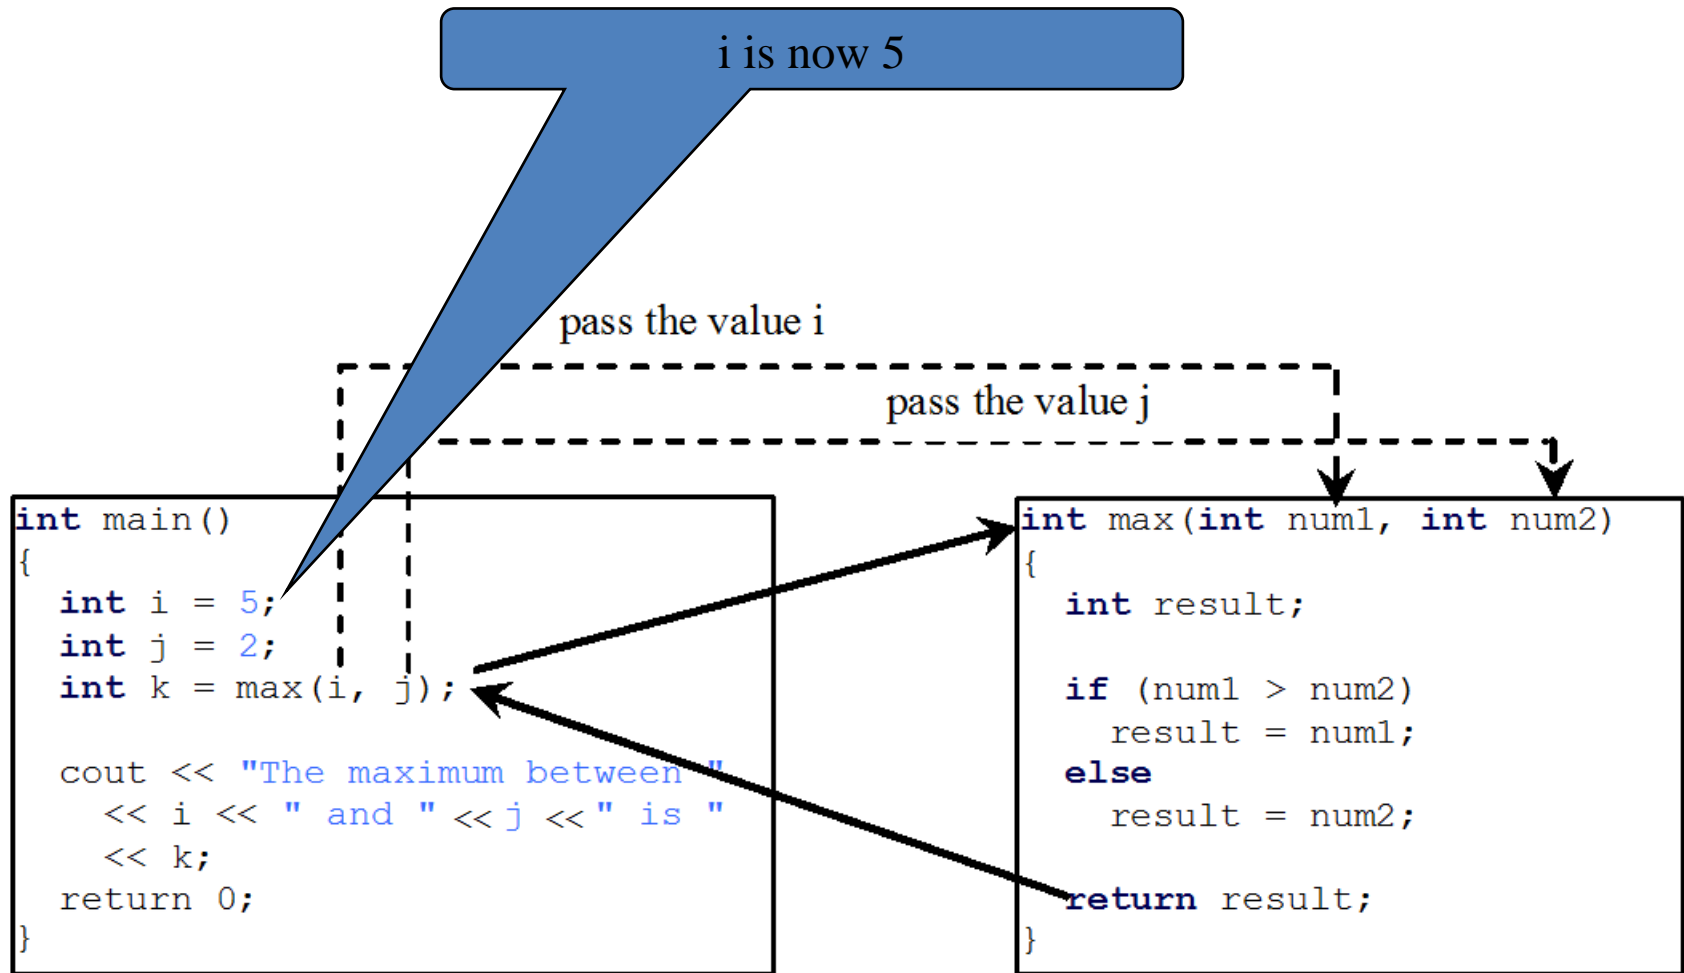 i is now 5
pass the value i
pass the value j
int main()
{
  int i = 5;
  int j = 2;
  int k = max(i, j);
  cout << "The maximum between "
    << i << " and " << j << " is "
    << k;
  return 0;
}
int max(int num1, int num2)
{
  int result;
  if (num1 > num2)
    result = num1;
  else
    result = num2;
  return result;
}